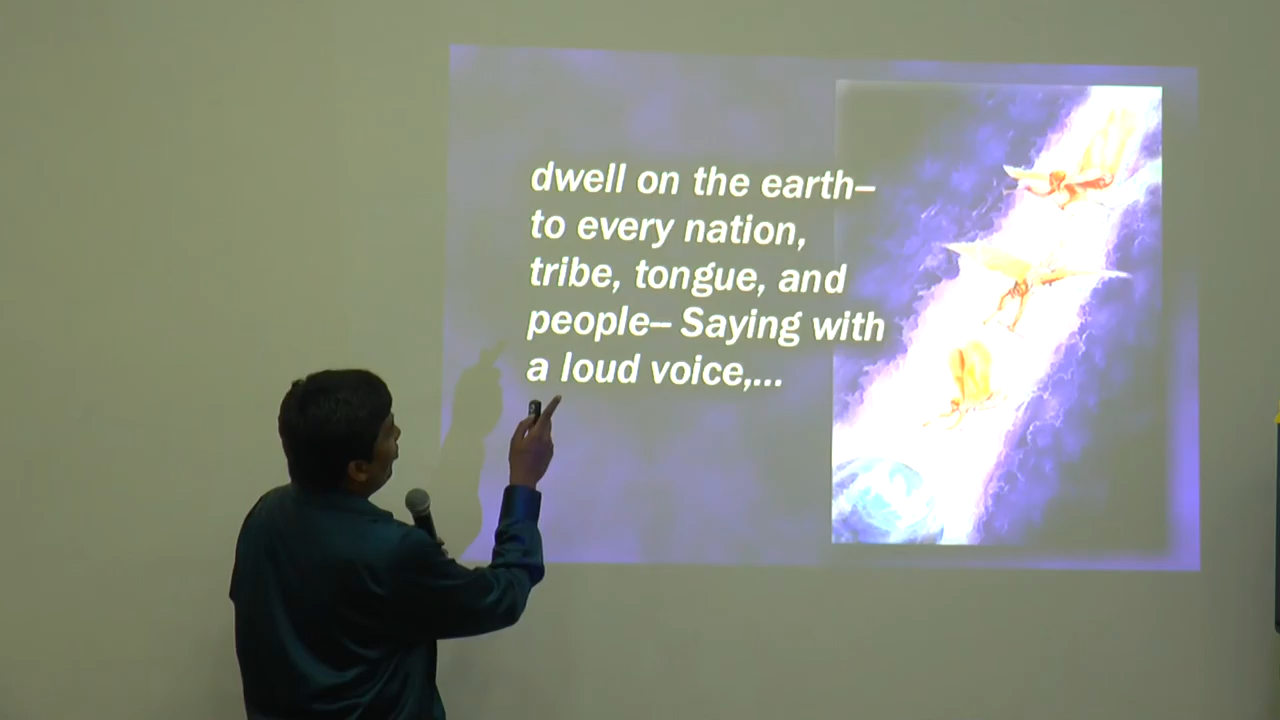 dwell on the earth–
to every nation,
tribe, tongue, and
people– Saying with
a loud voice,...